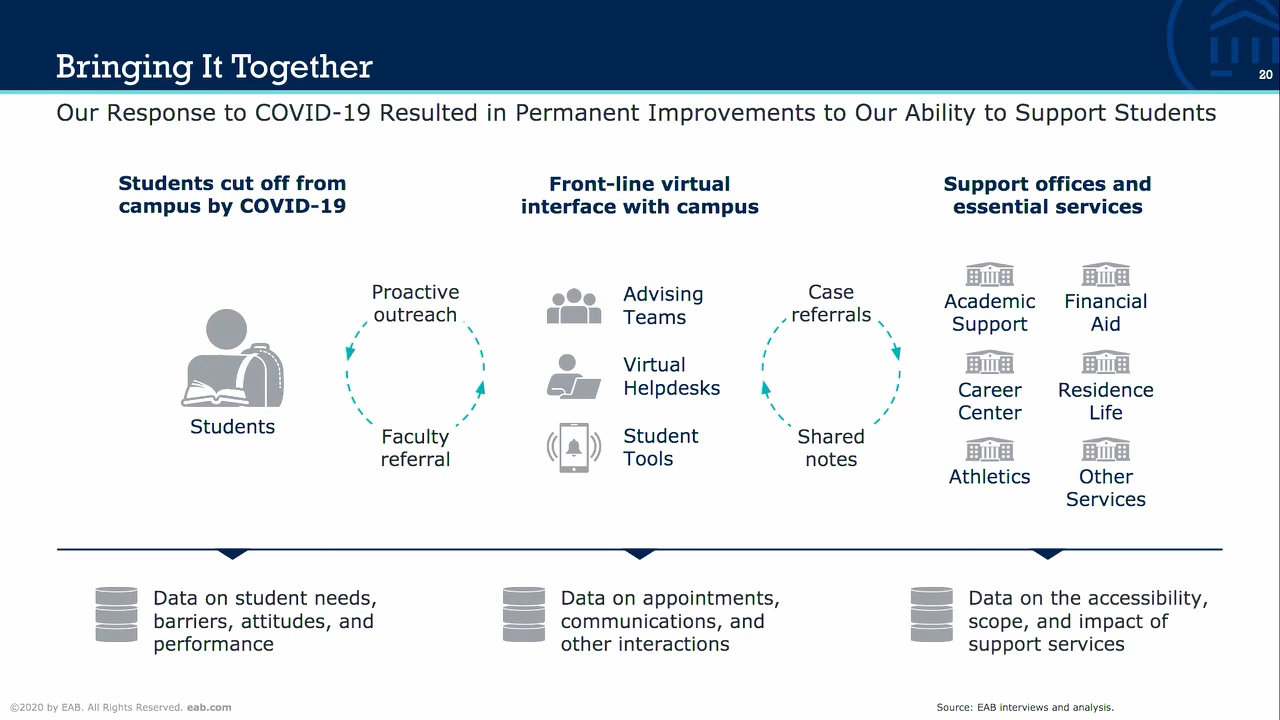 Bringing It Together
20
Our Response to COVID-19 Resulted in Permanent Improvements to Our Ability to Support Students
Students cut off from
campus by COVID-19
Front-line virtual
interface with campus
Support offices and
essential services
Students
Proactive
outreach
Faculty
referral
Advising
Teams
Virtual
Helpdesks
Student
Tools
Case
referrals
Shared
notes
Academic
Support
Financial
Aid
Career
Center
Residence
Life
Athletics
Other
Services
Data on student needs,
barriers, attitudes, and
performance
Data on appointments,
communications, and
other interactions
Data on the accessibility,
scope, and impact of
support services
©2020 by EAB. All Rights Reserved. eab.com
Source: EAB interviews and analysis.